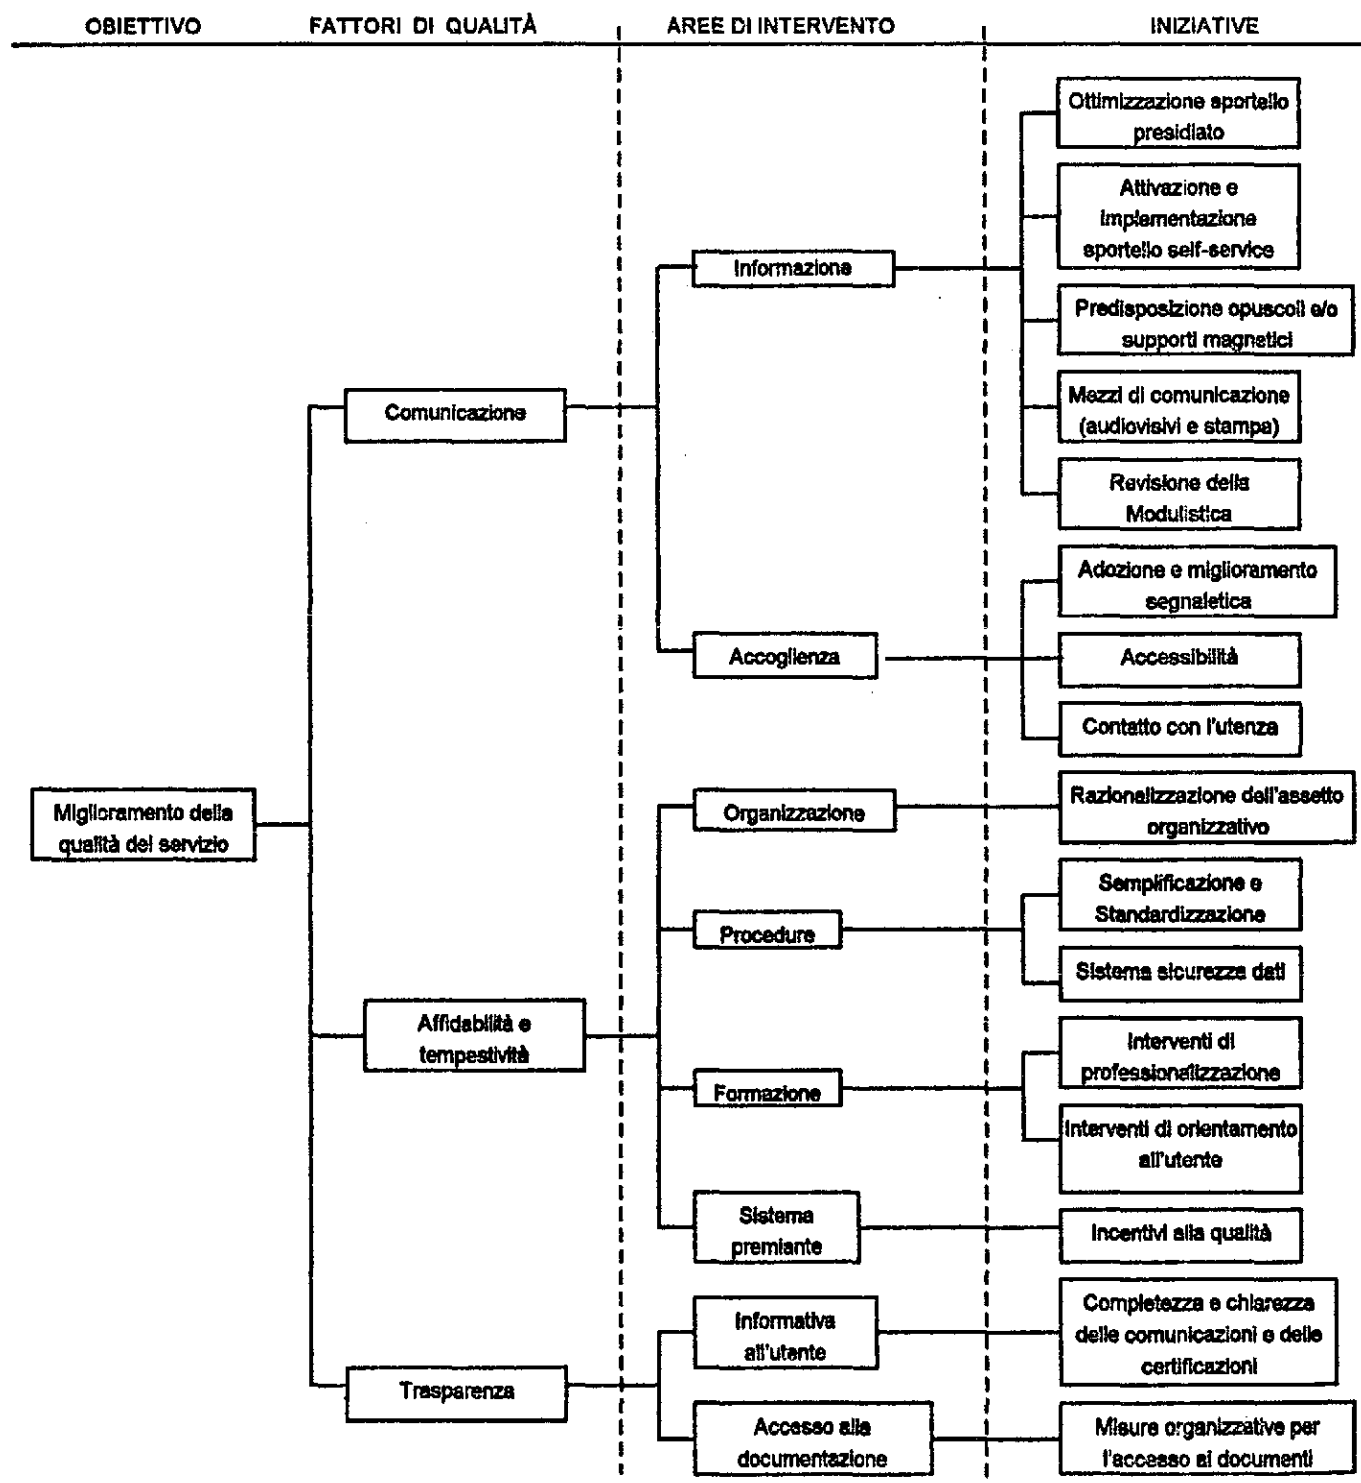 OBIETTIVO FATTORI DI QUALITÀ AREE DI INTERVENTO INIZIATIVE
Ottimizzazione sportello
presidiato
Attivazione e
implementazione
sportello self-service
Informazione
Predisposizione opuscoli e/o
supporti magnetici
Mezzi di comunicazione
(audiovisivi e stampa)
Comunicazione
Revisione della
Modulistica
Adozione e miglioramento
segnaletica
Accoglienza
Accessibilità
Contatto con l'utenza
Miglioramento della
qualità del servizio
Organizzazione
Razionalizzazione dell'assetto
organizzativo
Semplificazione e
Standardizzazione
Procedure
Sistema sicurezza dati
Affidabilità e
tempestività
Interventi di
professionalizzazione
Formazione
Interventi di orientamento
all'utente
Sistema
premiante
Incentivi alla qualità
Informativa
all'utente
Completezza e chiarezza
delle comunicazioni e delle
certificazioni
Trasparenza
Accesso alla
documentazione
Misure organizzative per
l'accesso ai documenti